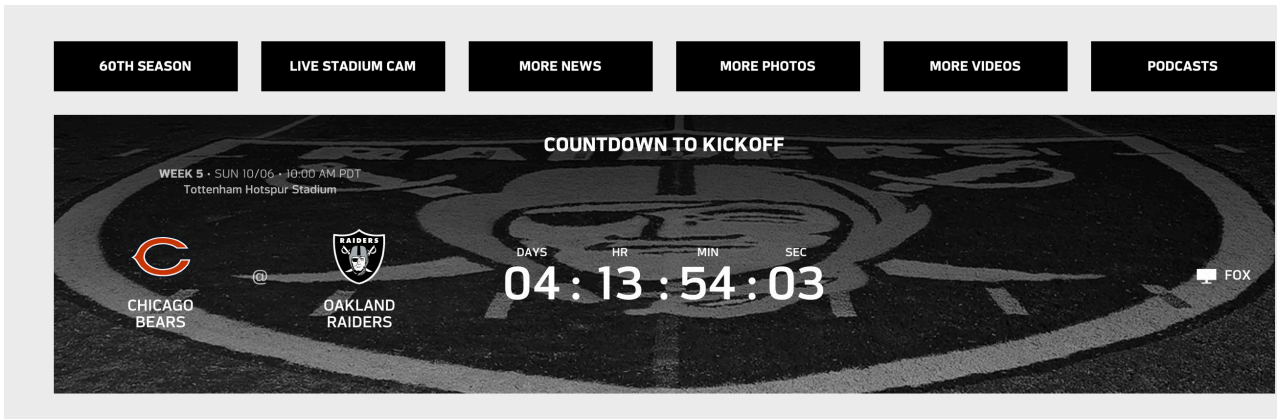 60TH SEASON
LIVE STADIUM CAM
MORE NEWS
MORE PHOTOS
MORE VIDEOS
PODCASTS
COUNTDOWN TO KICKOFF
RAIDERS
WEEK 5 • SUN 10/06 • 10:00 AM PDT
Tottenham Hotspur Stadium
RAIDERS
@
CHICAGO
BEARS
OAKLAND
RAIDERS
DAYS HR MIN SEC
04 : 13 : 54 : 03
FOX